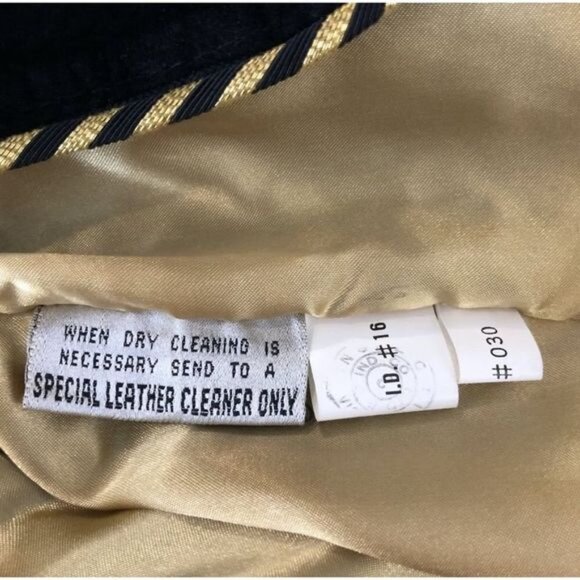 WHEN DRY CLEANING IS
NECESSARY SEND TO A
SPECIAL LEATHER CLEANER ONLY
I.D. #16
# 030